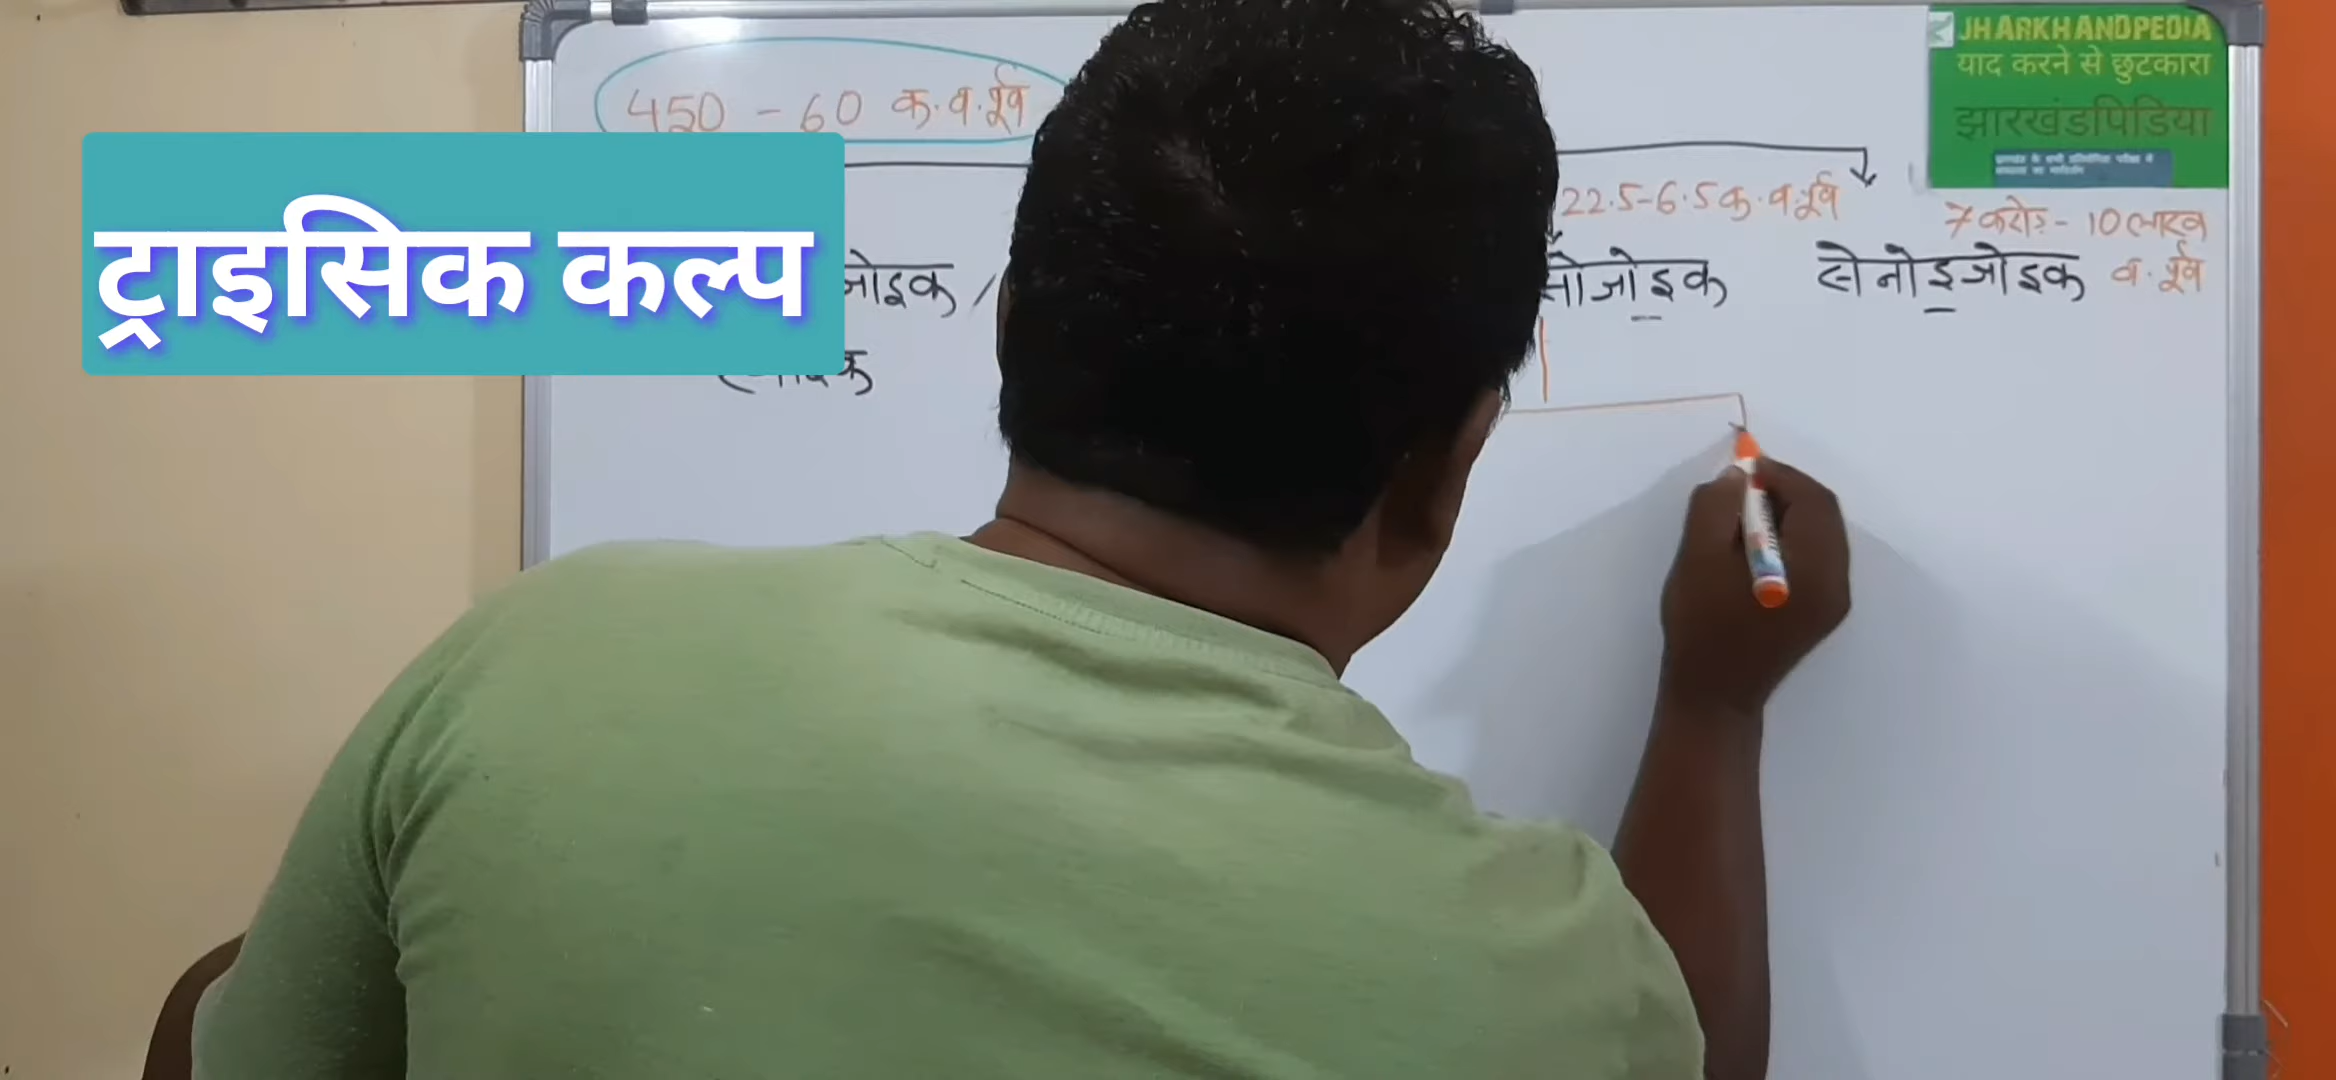 JHARKHANDPEDIA
याद करने से छुटकारा
झारखंडपिडिया
450 - 60 क.व.पूर्व
ट्राइसिक कल्प
22.5-6.5 क.व.पूर्व
7 करोड़ - 10 लाख
व. पूर्व
जोइक /
सोजोइक
सेनोइजोइक